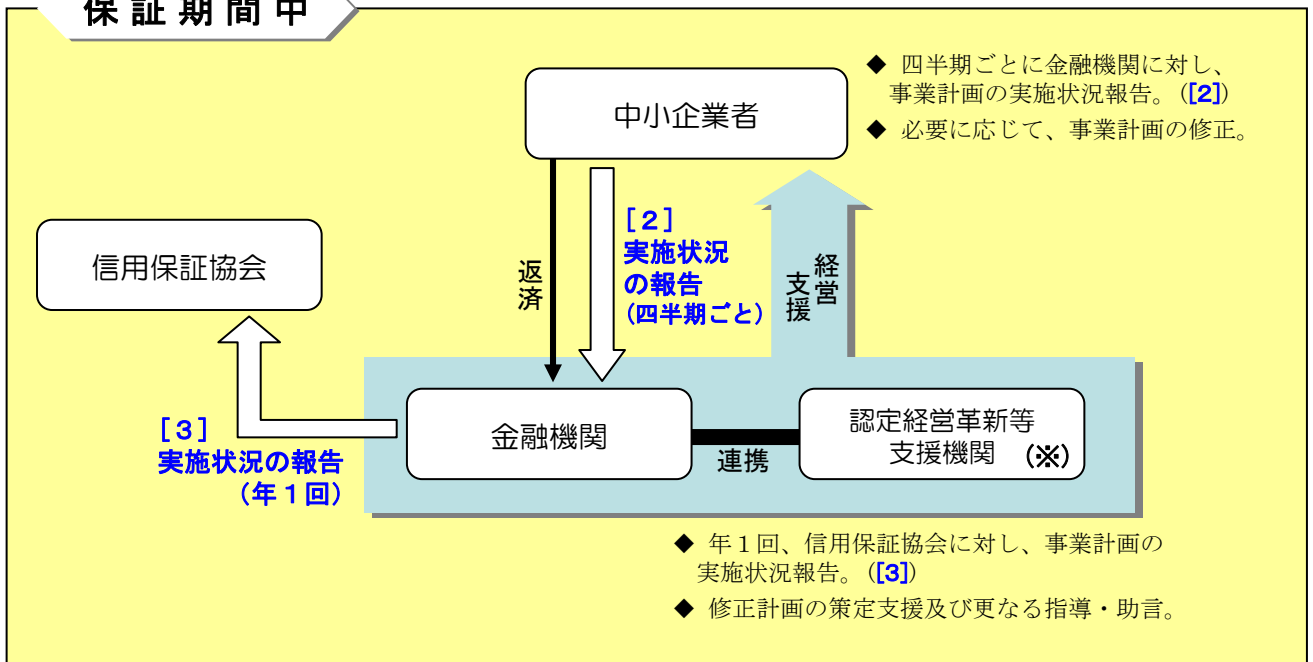 保証期間中
◆ 四半期ごとに金融機関に対し、
事業計画の実施状況報告。([2])
◆ 必要に応じて、事業計画の修正。
中小企業者
信用保証協会
返済
[2]
実施状況
の報告
(四半期ごと)
経営
支援
[3]
実施状況の報告
(年1回)
金融機関
連携
認定経営革新等
支援機関 (※)
◆ 年1回、信用保証協会に対し、事業計画の
実施状況報告。([3])
◆ 修正計画の策定支援及び更なる指導・助言。